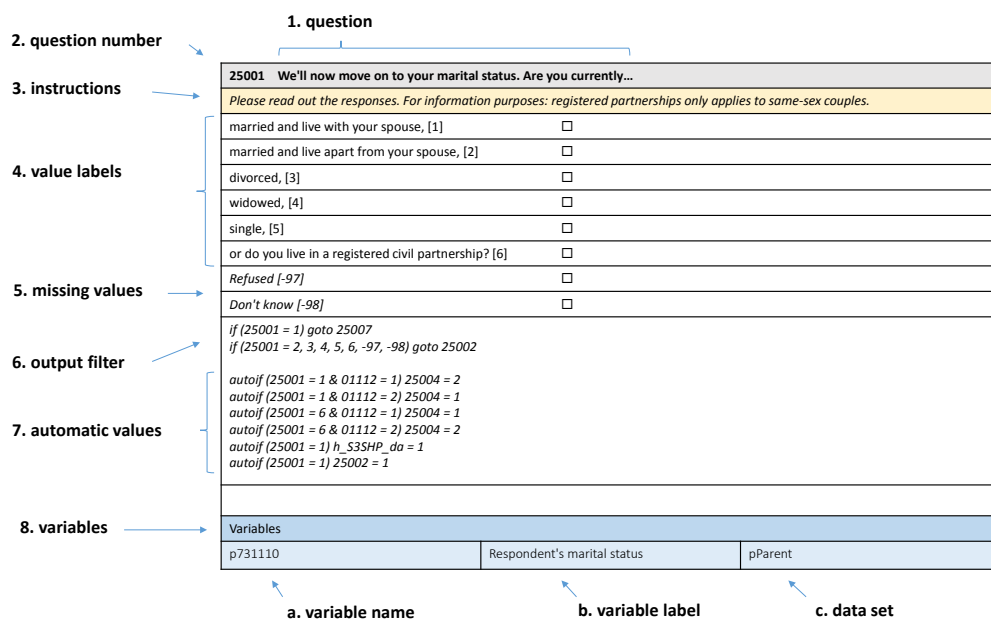 1. question
2. question number
25001 We'll now move on to your marital status. Are you currently…
3. instructions
Please read out the responses. For information purposes: registered partnerships only applies to same-sex couples.
married and live with your spouse, [1]
married and live apart from your spouse, [2]
4. value labels
divorced, [3]
widowed, [4]
single, [5]
or do you live in a registered civil partnership? [6]
5. missing values
Refused [-97]
Don't know [-98]
6. output filter
if (25001 = 1) goto 25007
if (25001 = 2, 3, 4, 5, 6, -97, -98) goto 25002
7. automatic values
autoif (25001 = 1 & 01112 = 1) 25004 = 2
autoif (25001 = 1 & 01112 = 2) 25004 = 1
autoif (25001 = 6 & 01112 = 1) 25004 = 1
autoif (25001 = 6 & 01112 = 2) 25004 = 2
autoif (25001 = 1) h_S3SHP_da = 1
autoif (25001 = 1) 25002 = 1
8. variables
Variables
p731110 Respondent's marital status pParent
a. variable name b. variable label c. data set